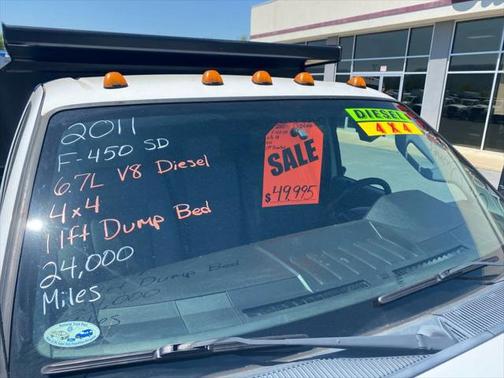 2011
F-450 SD
6.7L V8 Diesel
4x4
11ft Dump Bed
24,000
Miles
SALE
$49,995
DIESEL
4X4